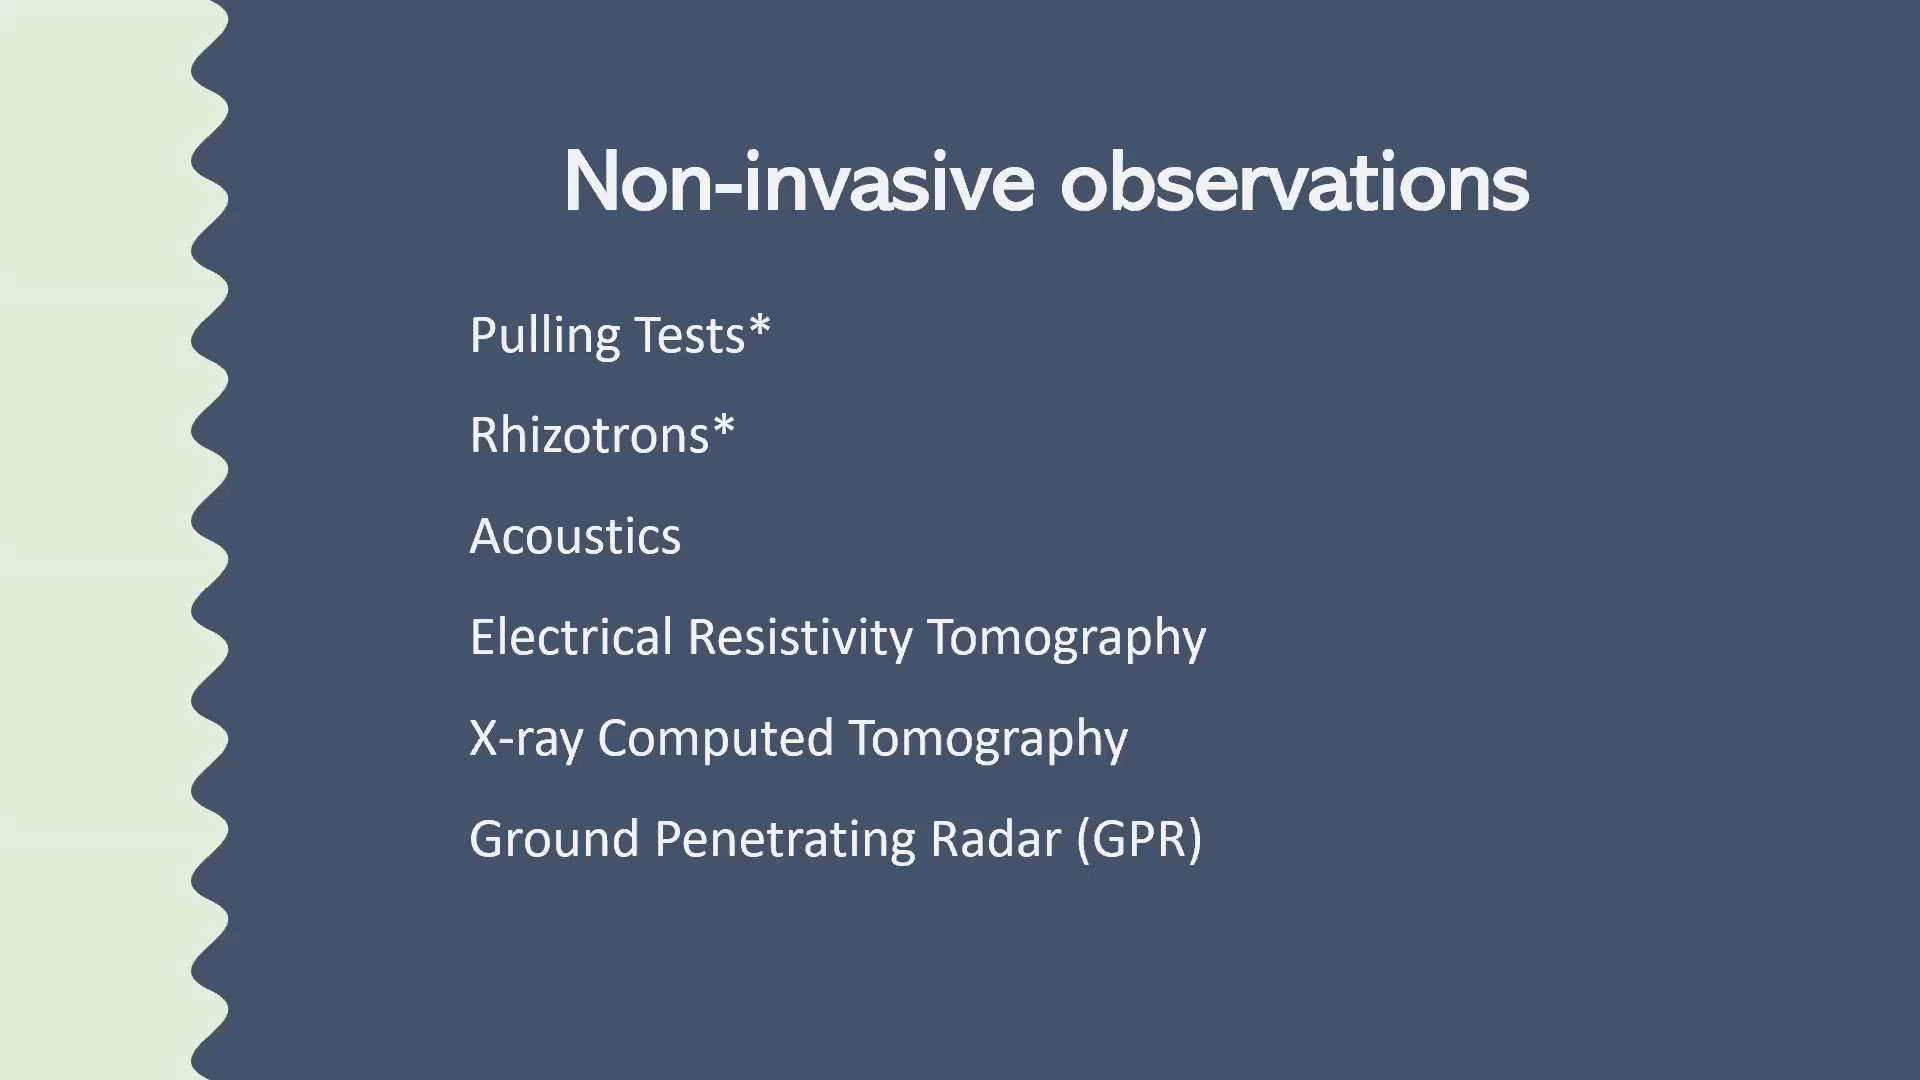 Non-invasive observations
Pulling Tests*
Rhizotrons*
Acoustics
Electrical Resistivity Tomography
X-ray Computed Tomography
Ground Penetrating Radar (GPR)